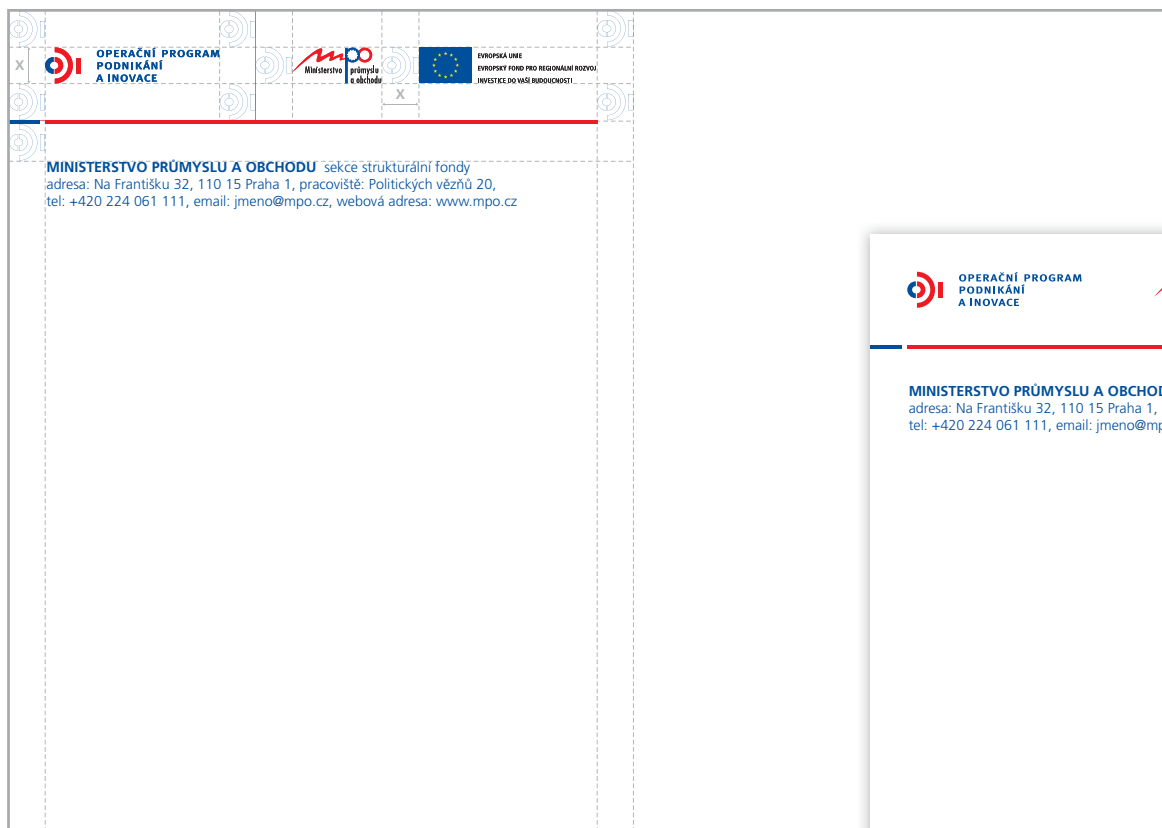 X
OPERAČNÍ PROGRAM
PODNIKÁNÍ
A INOVACE
Ministerstvo průmyslu
a obchodu
EVROPSKÁ UNIE
EVROPSKÝ FOND PRO REGIONÁLNÍ ROZVOJ
INVESTICE DO VAŠÍ BUDOUCNOSTI
X
MINISTERSTVO PRŮMYSLU A OBCHODU sekce strukturální fondy
adresa: Na Františku 32, 110 15 Praha 1, pracoviště: Politických vězňů 20,
tel: +420 224 061 111, email: jmeno@mpo.cz, webová adresa: www.mpo.cz
OPERAČNÍ PROGRAM
PODNIKÁNÍ
A INOVACE
MINISTERSTVO PRŮMYSLU A OBCHOD
adresa: Na Františku 32, 110 15 Praha 1,
tel: +420 224 061 111, email: jmeno@mp